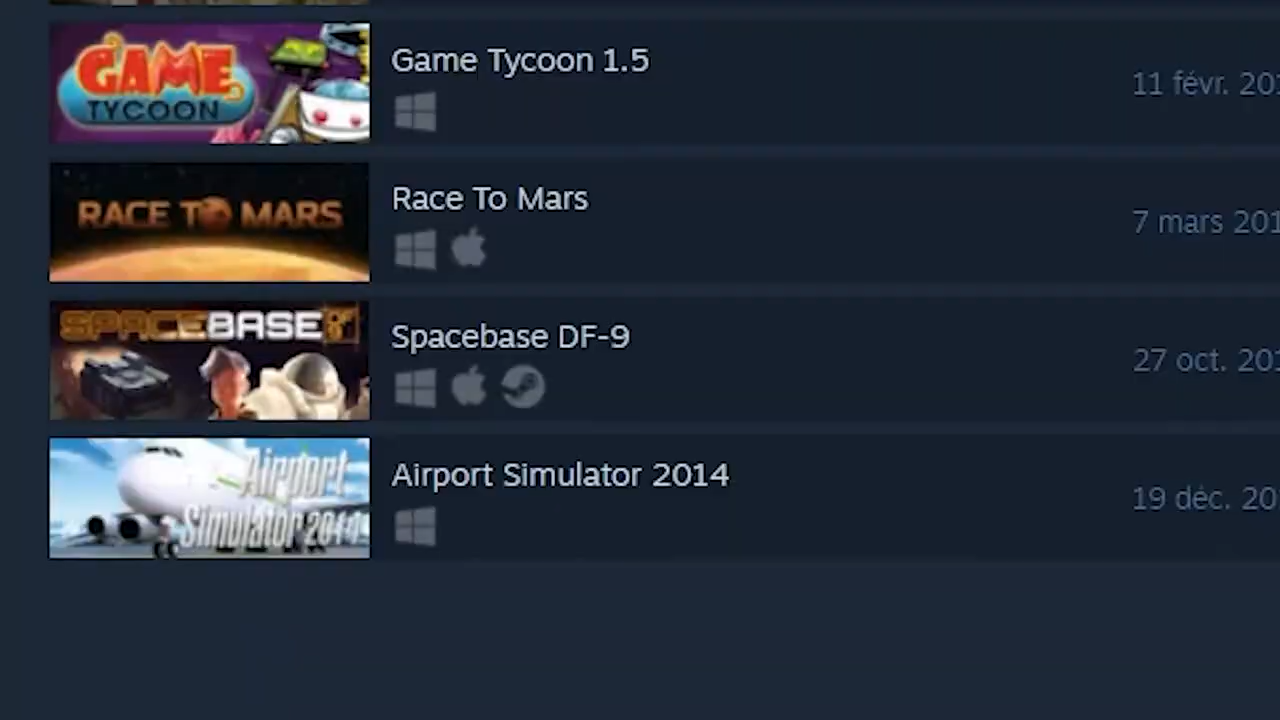 GAME
TYCOON
Game Tycoon 1.5
11 févr. 20
RACE TO MARS
Race To Mars
7 mars 201
SPACEBASE
Spacebase DF-9
27 oct. 20
Airport
Simulator 2014
Airport Simulator 2014
19 déc. 20